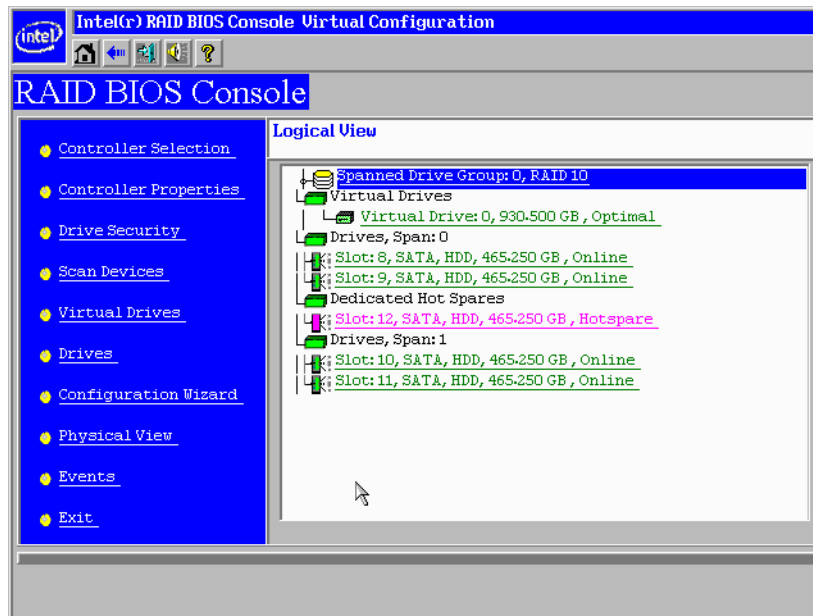 intel
Intel(r) RAID BIOS Console Virtual Configuration
?
RAID BIOS Console
Controller Selection
Controller Properties
Drive Security
Scan Devices
Virtual Drives
Drives
Configuration Wizard
Physical View
Events
Exit
Logical View
Spanned Drive Group: 0, RAID 10
Virtual Drives
Virtual Drive: 0, 930.500 GB, Optimal
Drives, Span: 0
Slot: 8, SATA, HDD, 465.250 GB, Online
Slot: 9, SATA, HDD, 465.250 GB, Online
Dedicated Hot Spares
Slot: 12, SATA, HDD, 465.250 GB, Hotspare
Drives, Span: 1
Slot: 10, SATA, HDD, 465.250 GB, Online
Slot: 11, SATA, HDD, 465.250 GB, Online